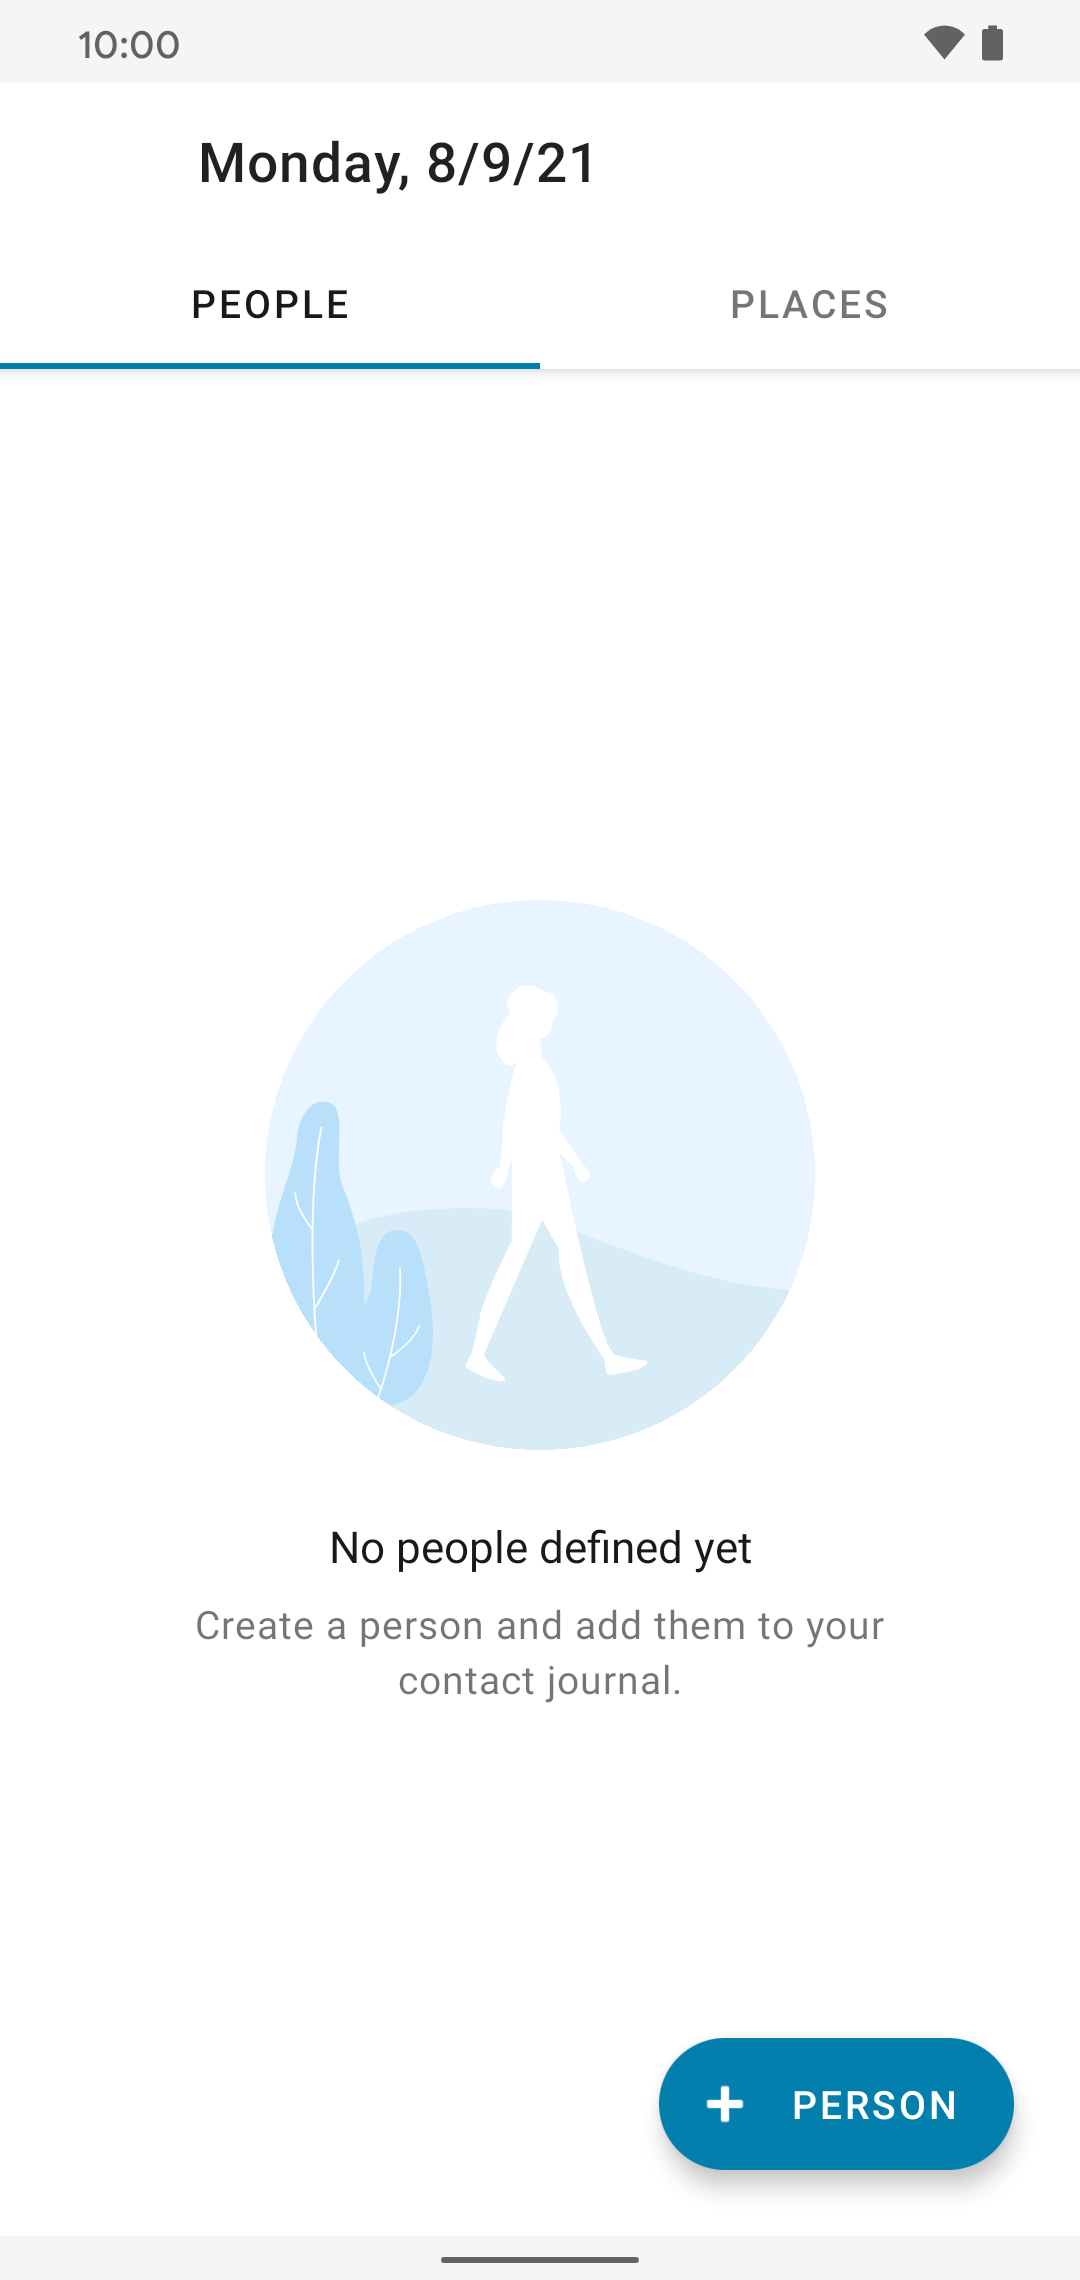 10:00
Monday, 8/9/21
PEOPLE
PLACES
No people defined yet
Create a person and add them to your
contact journal.
PERSON